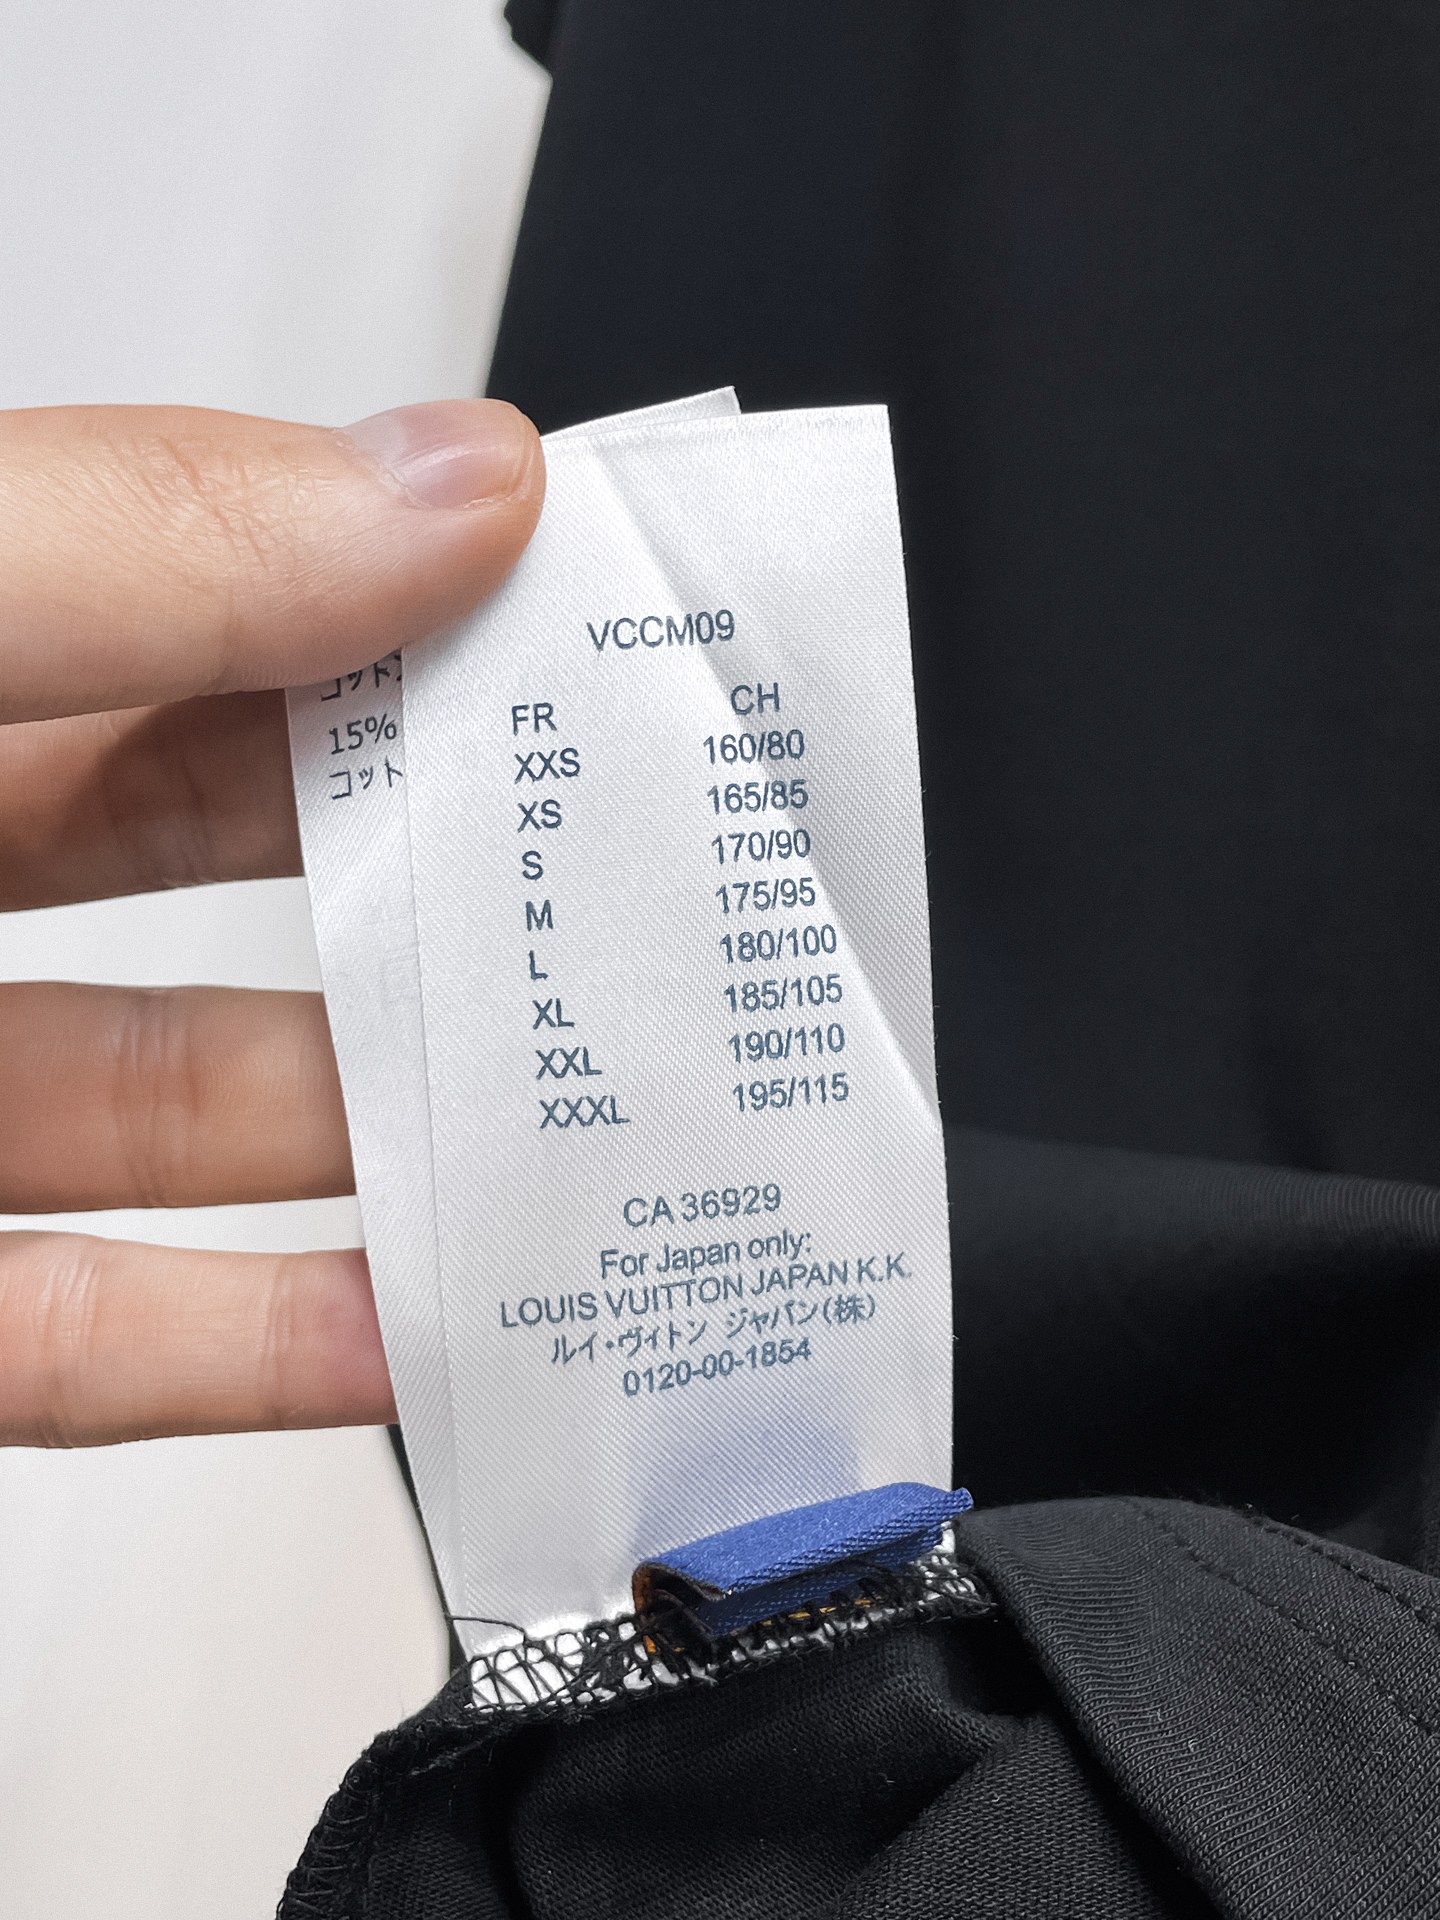 VCCM09
FR CH
XXS 160/80
XS 165/85
S 170/90
M 175/95
L 180/100
XL 185/105
XXL 190/110
XXXL 195/115
CA 36929
For Japan only:
LOUIS VUITTON JAPAN K.K.
ルイ・ヴィトン ジャパン(株)
0120-00-1854
15%